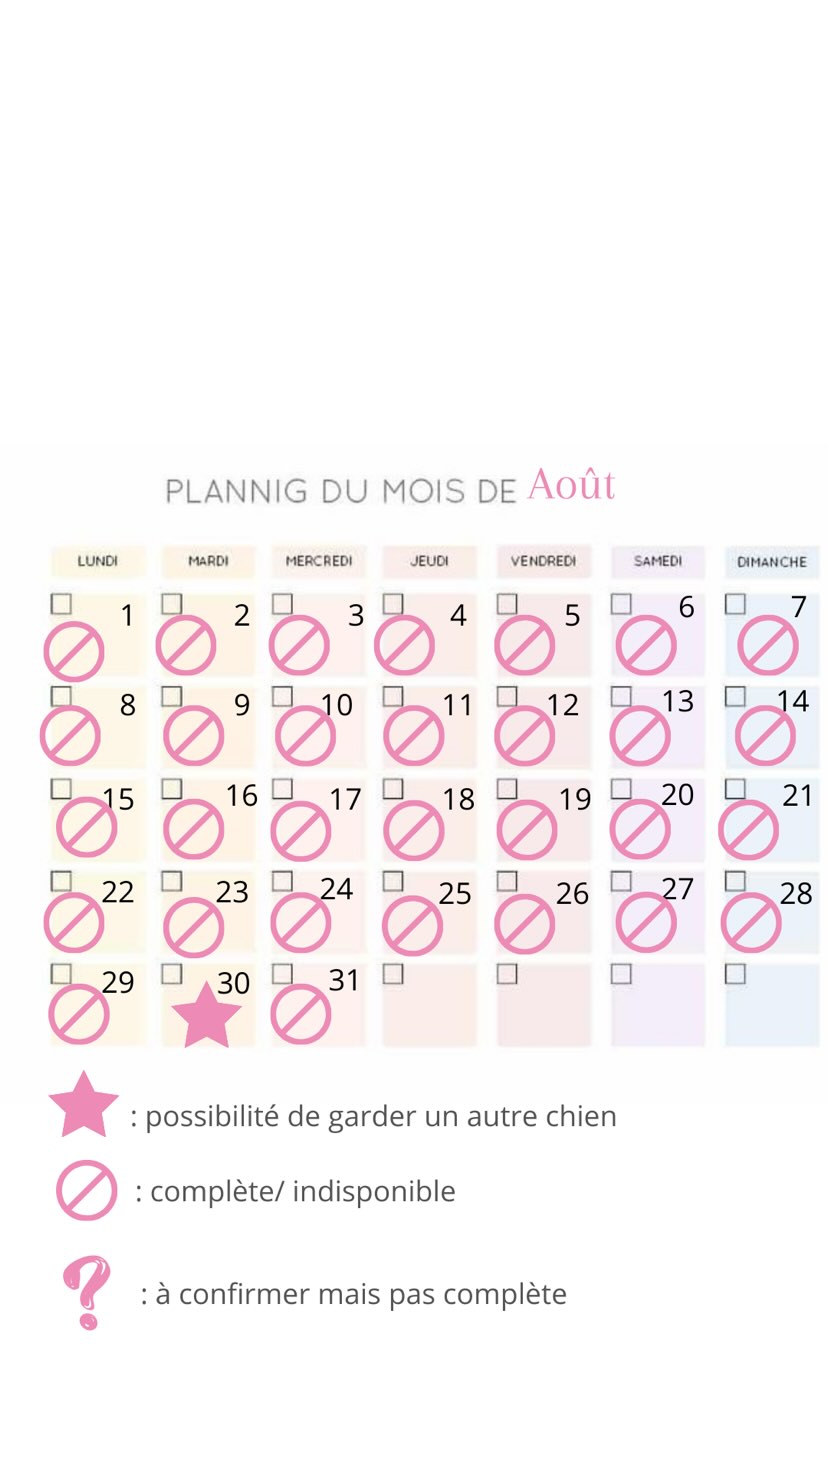 PLANNIG DU MOIS DE Août
LUNDI MARDI MERCREDI JEUDI VENDREDI SAMEDI DIMANCHE
1 2 3 4 5 6 7
8 9 10 11 12 13 14
15 16 17 18 19 20 21
22 23 24 25 26 27 28
29 30 31
: possibilité de garder un autre chien
: complète/ indisponible
? : à confirmer mais pas complète